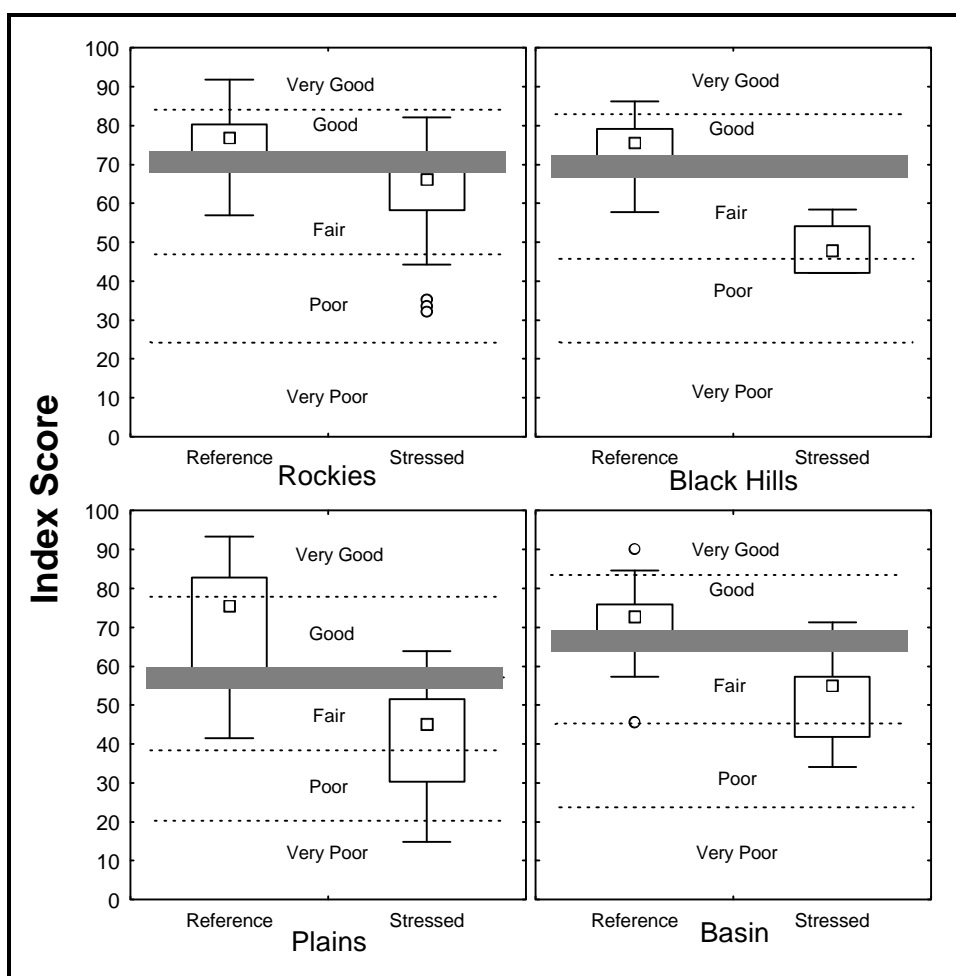 Index Score
100
90
80
70
60
50
40
30
20
10
0
Very Good
Good
Fair
Poor
Very Poor
Reference Stressed
Rockies
Very Good
Good
Fair
Poor
Very Poor
Reference Stressed
Black Hills
100
90
80
70
60
50
40
30
20
10
0
Very Good
Good
Fair
Poor
Very Poor
Reference Stressed
Plains
Very Good
Good
Fair
Poor
Very Poor
Reference Stressed
Basin